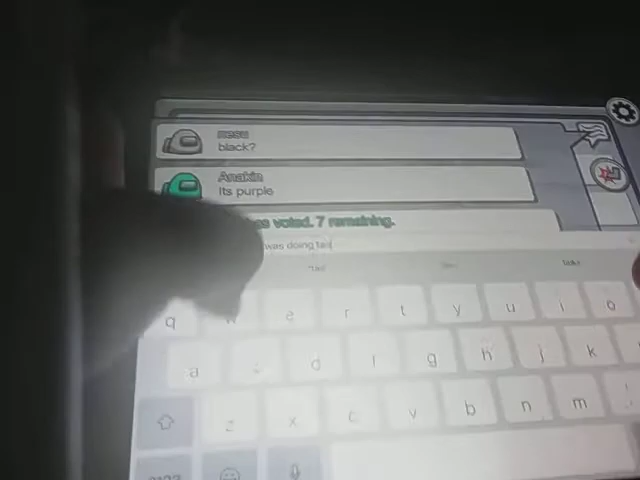 black?
Anakin
Its purple
voted. 7 remaining.
was doing tas
q e r t y u i o
a d g h j k
z x c v b n m